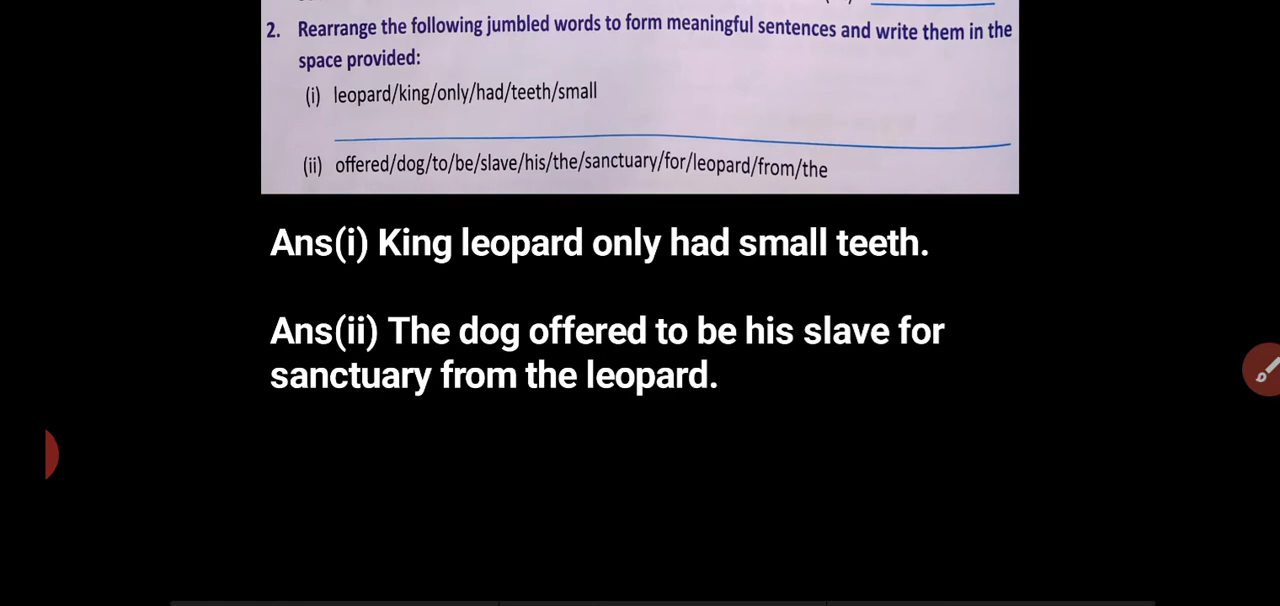 2. Rearrange the following jumbled words to form meaningful sentences and write them in the
space provided:
(i) leopard/king/only/had/teeth/small
(ii) offered/dog/to/be/slave/his/the/sanctuary/for/leopard/from/the
Ans(i) King leopard only had small teeth.
Ans(ii) The dog offered to be his slave for
sanctuary from the leopard.